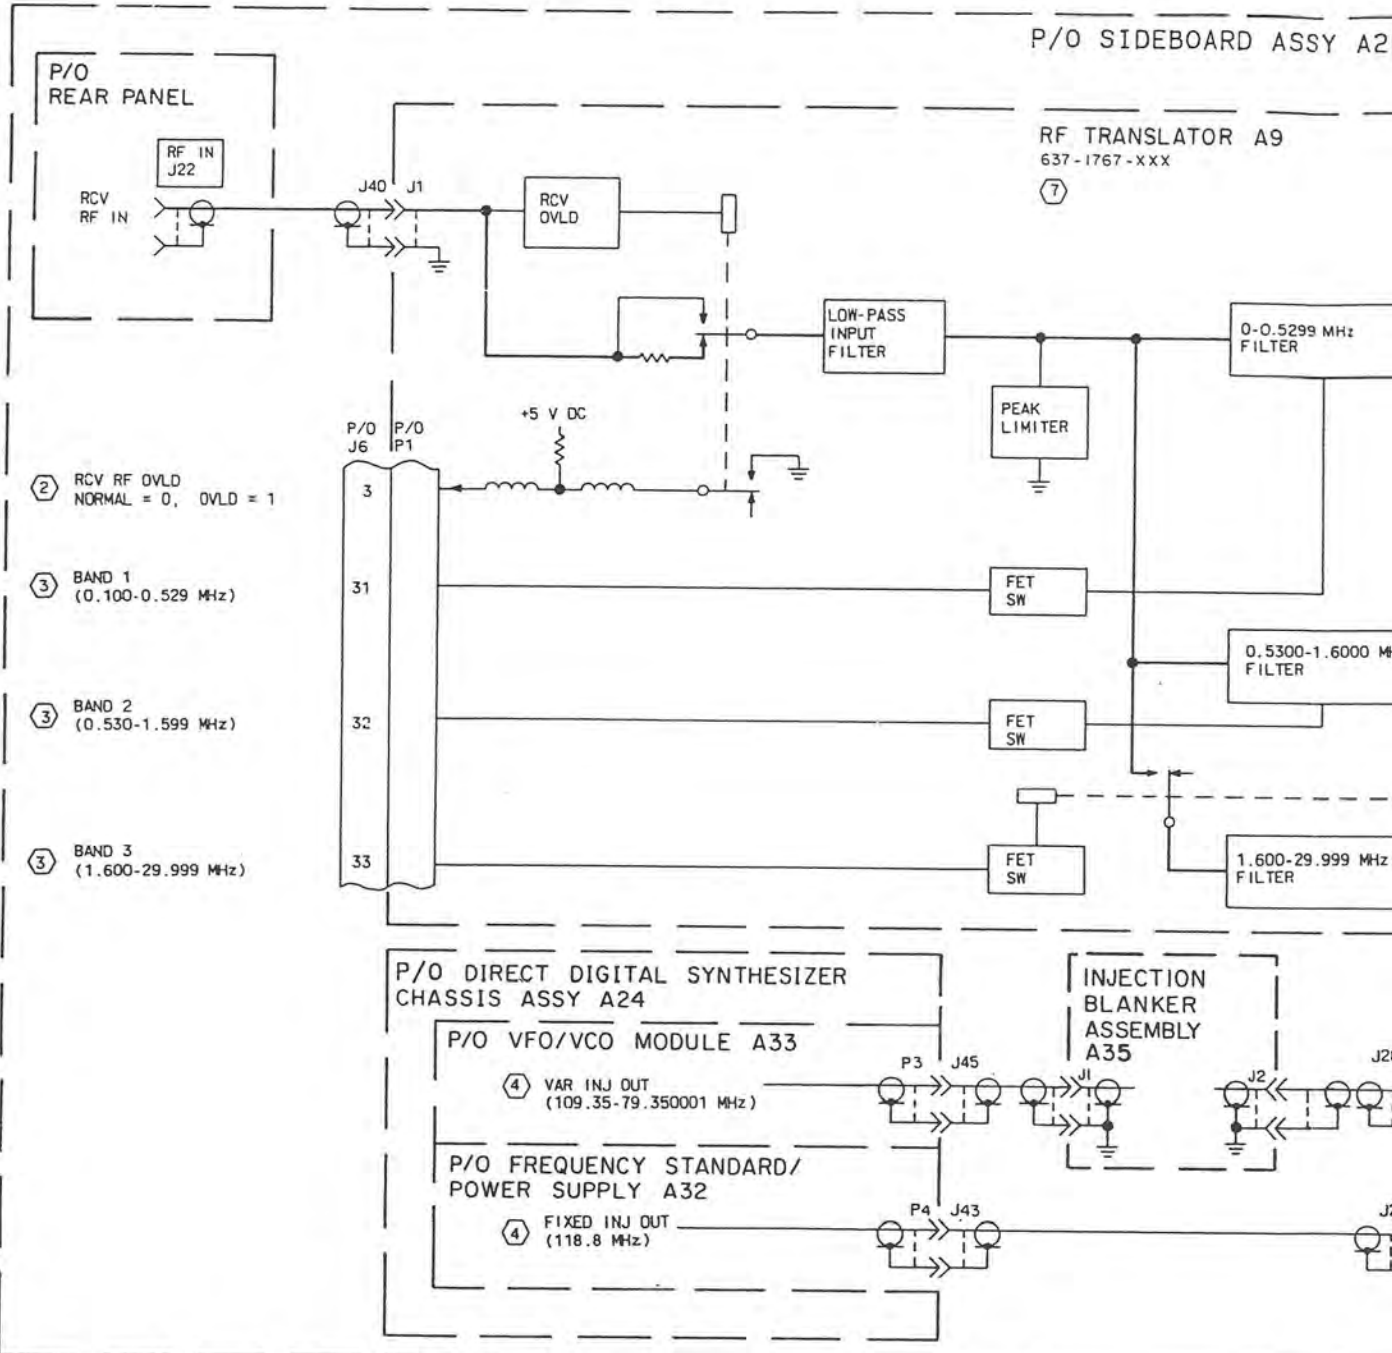 P/O SIDEBOARD ASSY A2
P/O
REAR PANEL
RF IN
J22
RCV
RF IN
J40 J1
RF TRANSLATOR A9
637-1767-XXX
7
RCV
OVLD
LOW-PASS
INPUT
FILTER
0-0.5299 MHz
FILTER
PEAK
LIMITER
+5 V DC
P/O P/O
J6 P1
2 RCV RF OVLD
NORMAL = 0, OVLD = 1
3
3 BAND 1
(0.100-0.529 MHz)
31
FET
SW
0.5300-1.6000 MH
FILTER
3 BAND 2
(0.530-1.599 MHz)
32
FET
SW
3 BAND 3
(1.600-29.999 MHz)
33
FET
SW
1.600-29.999 MHz
FILTER
P/O DIRECT DIGITAL SYNTHESIZER
CHASSIS ASSY A24
INJECTION
BLANKER
ASSEMBLY
A35
P/O VFO/VCO MODULE A33
4 VAR INJ OUT
(109.35-79.350001 MHz)
P3 J45
J1
J2
J28
P/O FREQUENCY STANDARD/
POWER SUPPLY A32
4 FIXED INJ OUT
(118.8 MHz)
P4 J43
J2